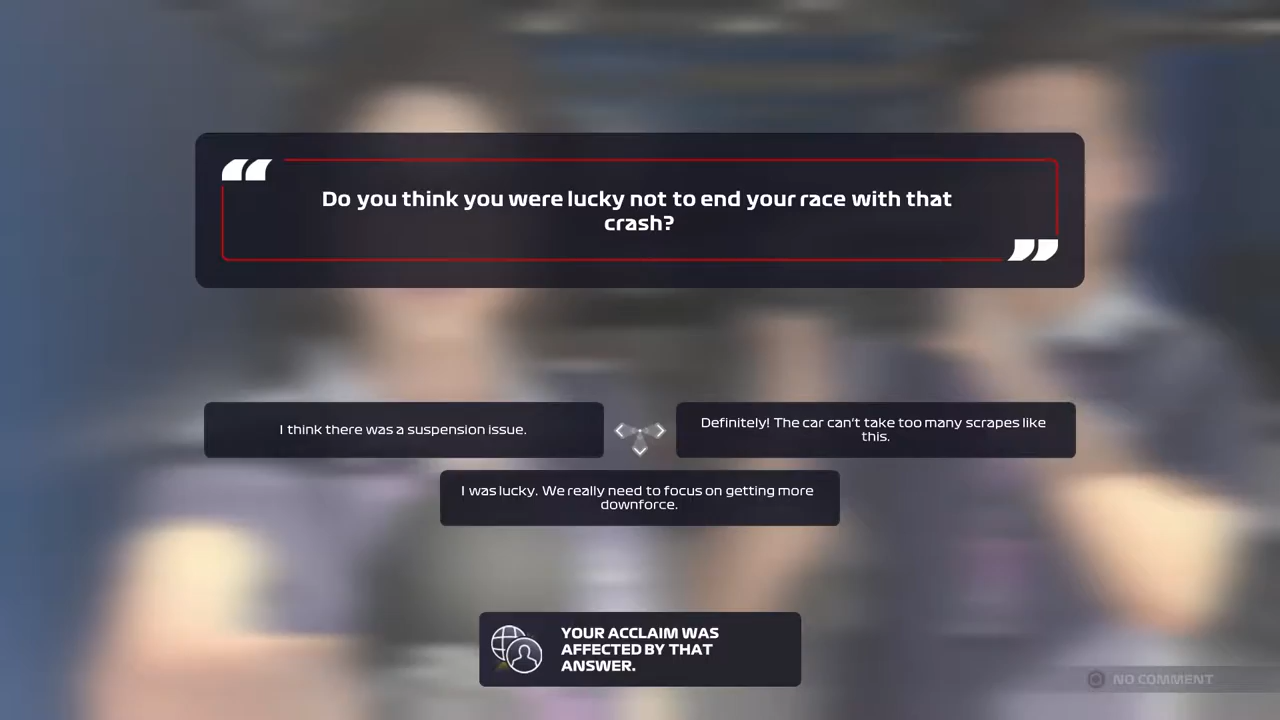 Do you think you were lucky not to end your race with that
crash?
I think there was a suspension issue.
Definitely! The car can't take too many scrapes like
this.
I was lucky. We really need to focus on getting more
downforce.
YOUR ACCLAIM WAS
AFFECTED BY THAT
ANSWER.
NO COMMENT